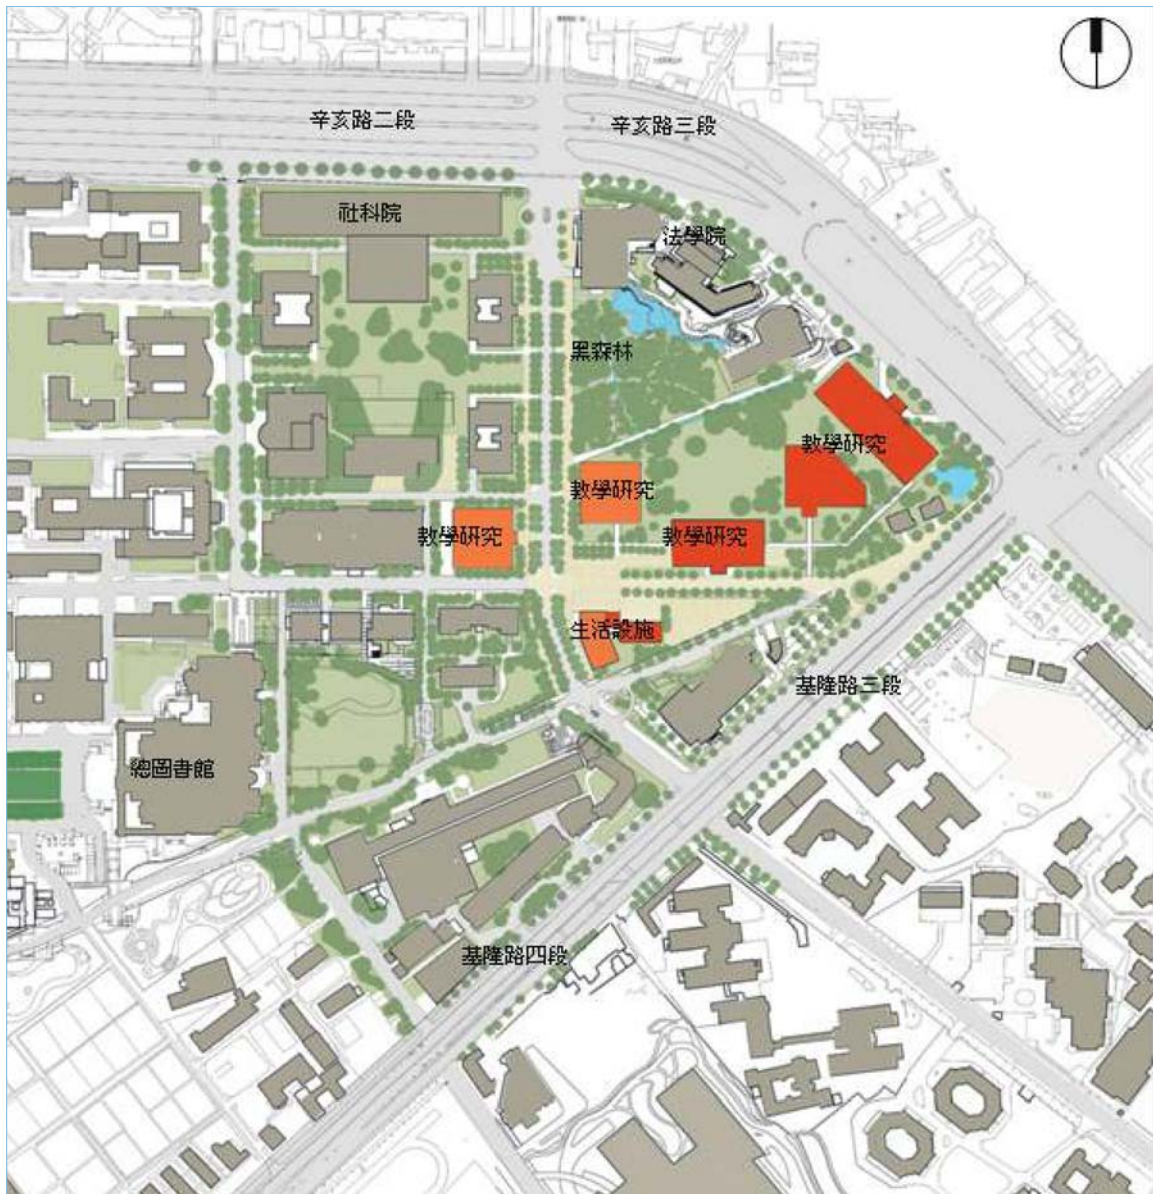 辛亥路二段
辛亥路三段
社科院
法學院
黑森林
教學研究
教學研究
教學研究
教學研究
生活設施
基隆路三段
總圖書館
基隆路四段